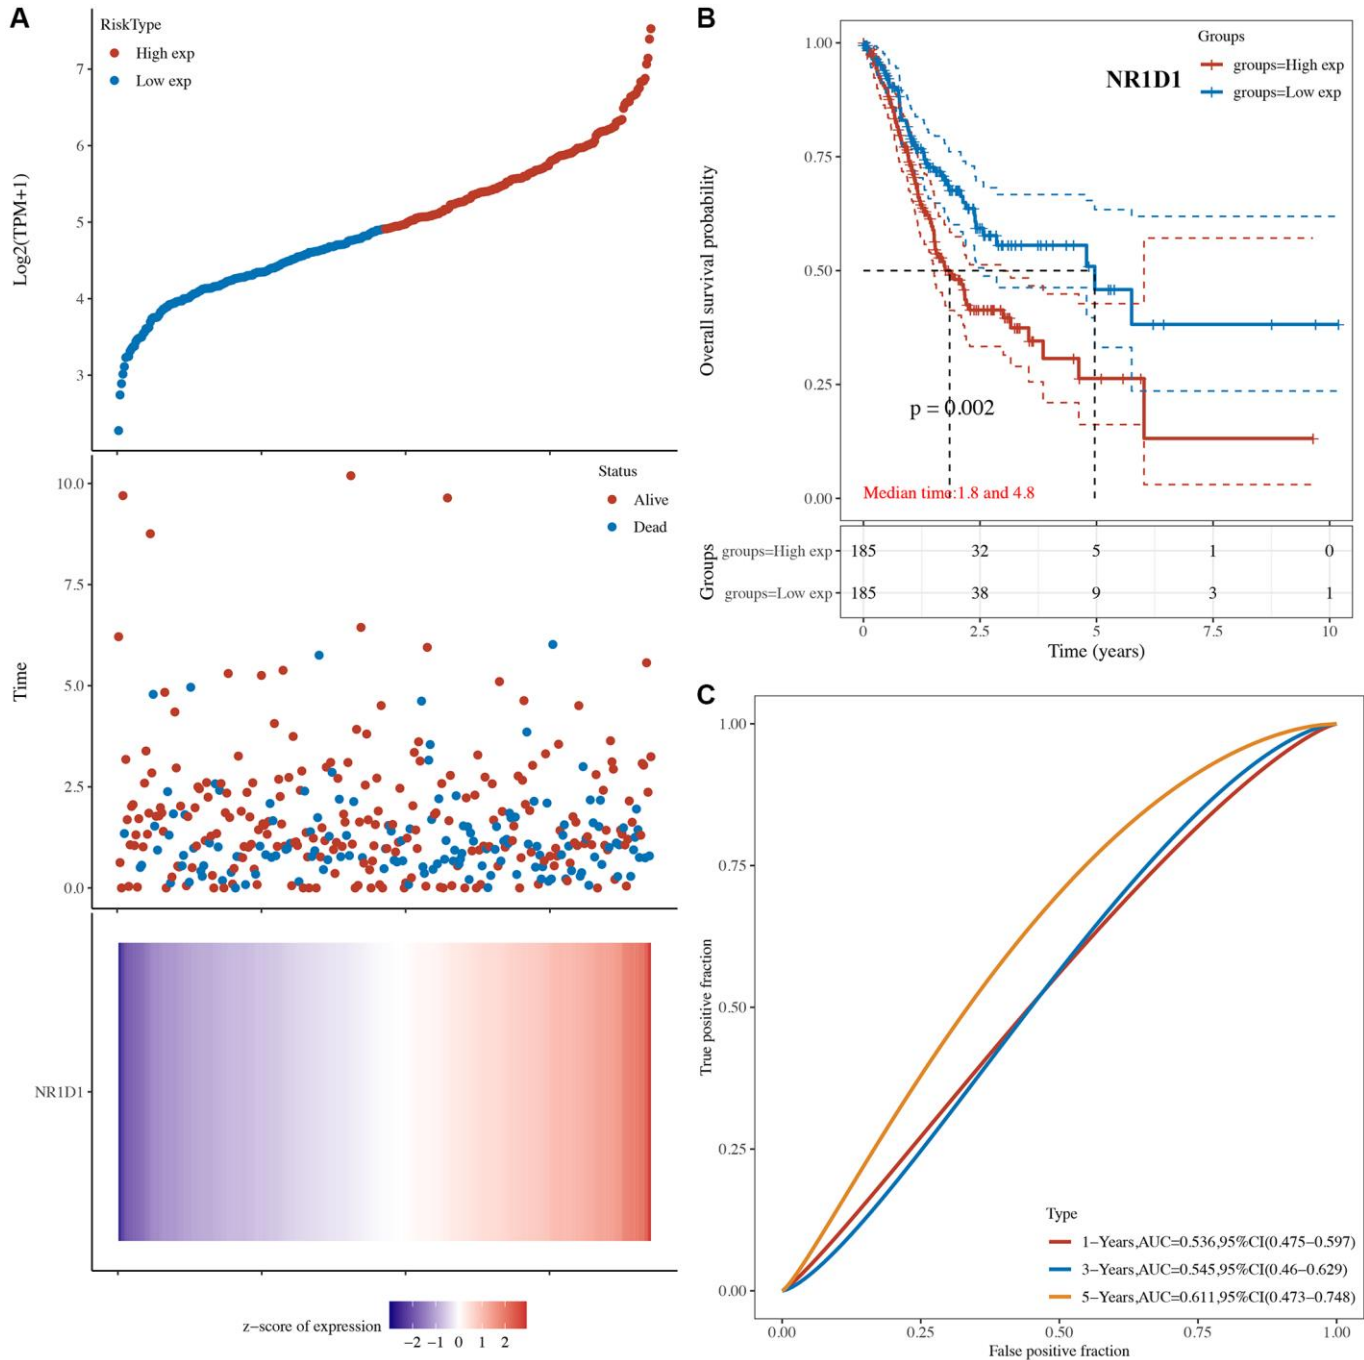 A
RiskType
High exp
Low exp
Log2(TPM+1)
7
6
5
4
3
Status
Alive
Dead
Time
10.0
7.5
5.0
2.5
0.0
NR1D1
z-score of expression
−2 −1 0 1 2
B
Groups
groups=High exp
groups=Low exp
NR1D1
Overall survival probability
1.00
0.75
0.50
0.25
0.00
p = 0.002
Median time:1.8 and 4.8
Groups
groups=High exp 185 32 5 1 0
groups=Low exp 185 38 9 3 1
0 2.5 5 7.5 10
Time (years)
C
True positive fraction
1.00
0.75
0.50
0.25
0.00
Type
1−Years,AUC=0.536,95%CI(0.475−0.597)
3−Years,AUC=0.545,95%CI(0.46−0.629)
5−Years,AUC=0.611,95%CI(0.473−0.748)
0.00 0.25 0.50 0.75 1.00
False positive fraction